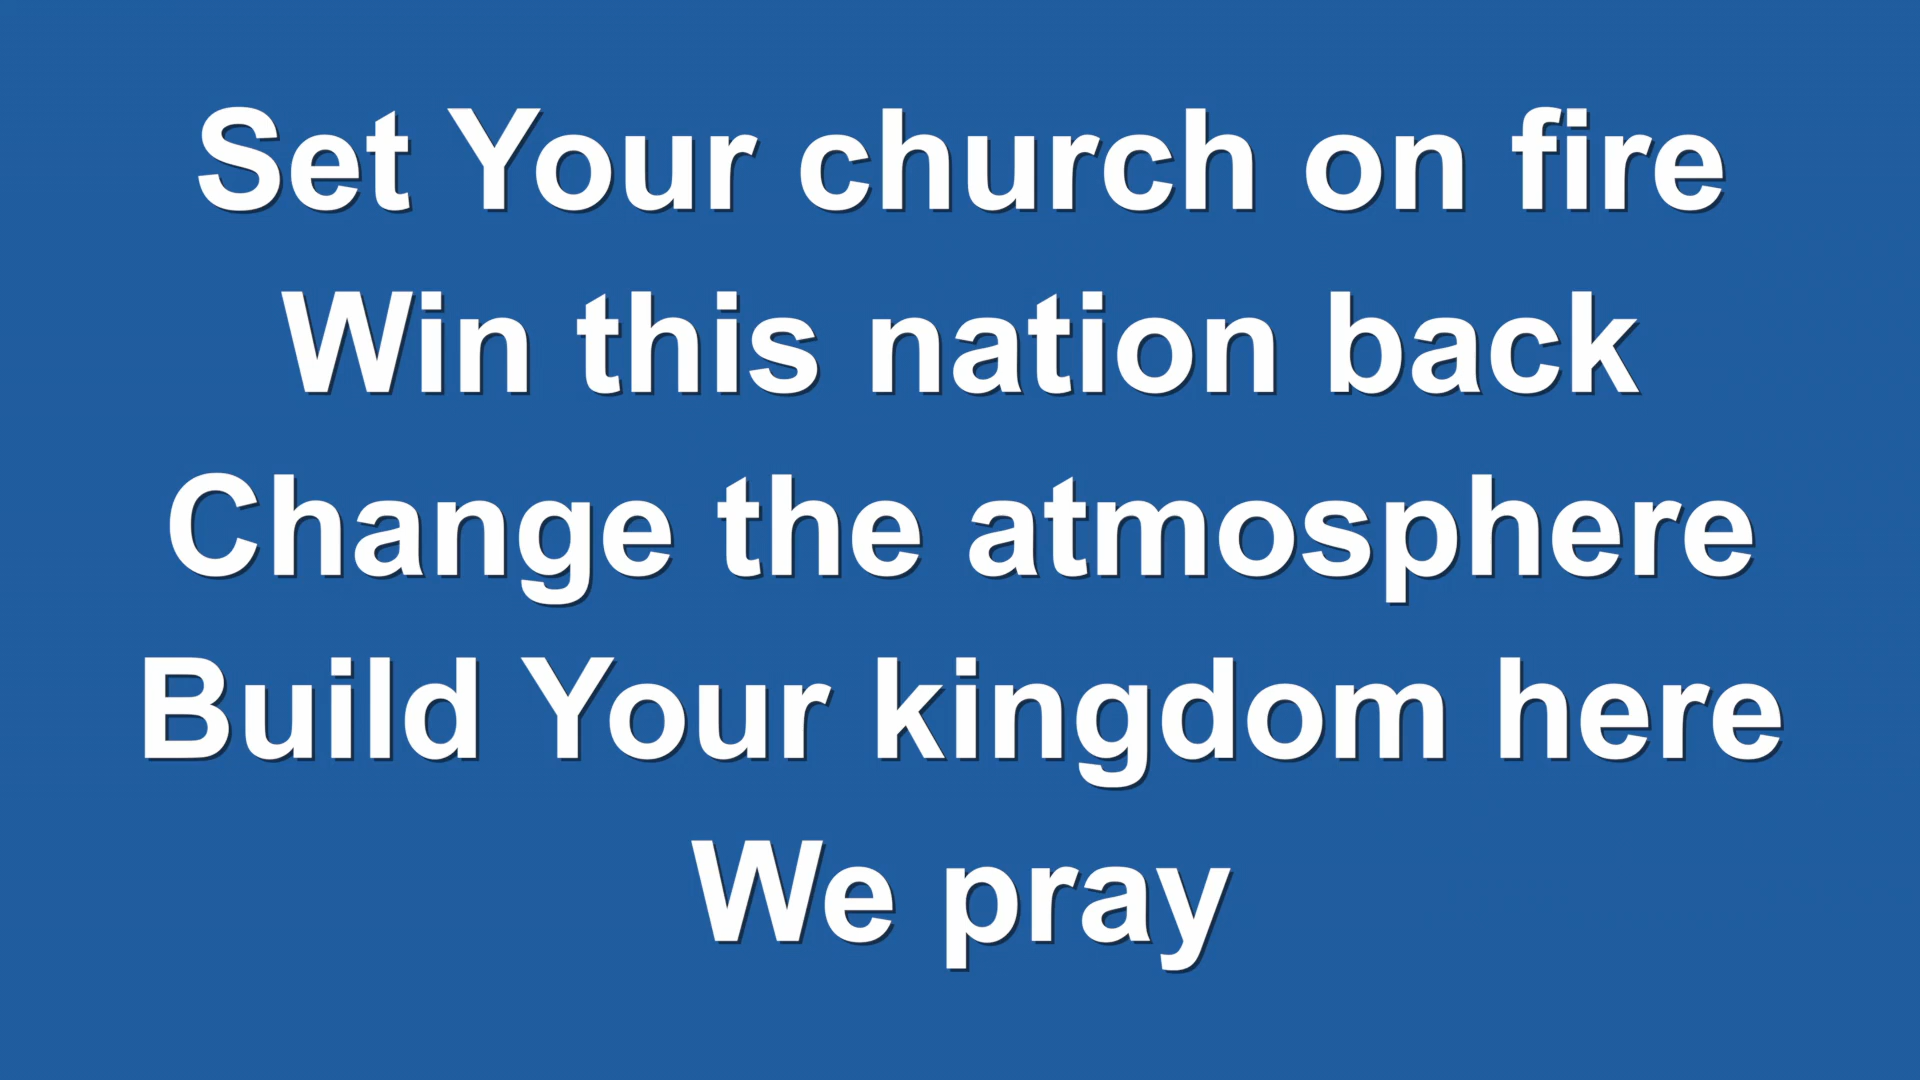 Set Your church on fire
Win this nation back
Change the atmosphere
Build Your kingdom here
We pray